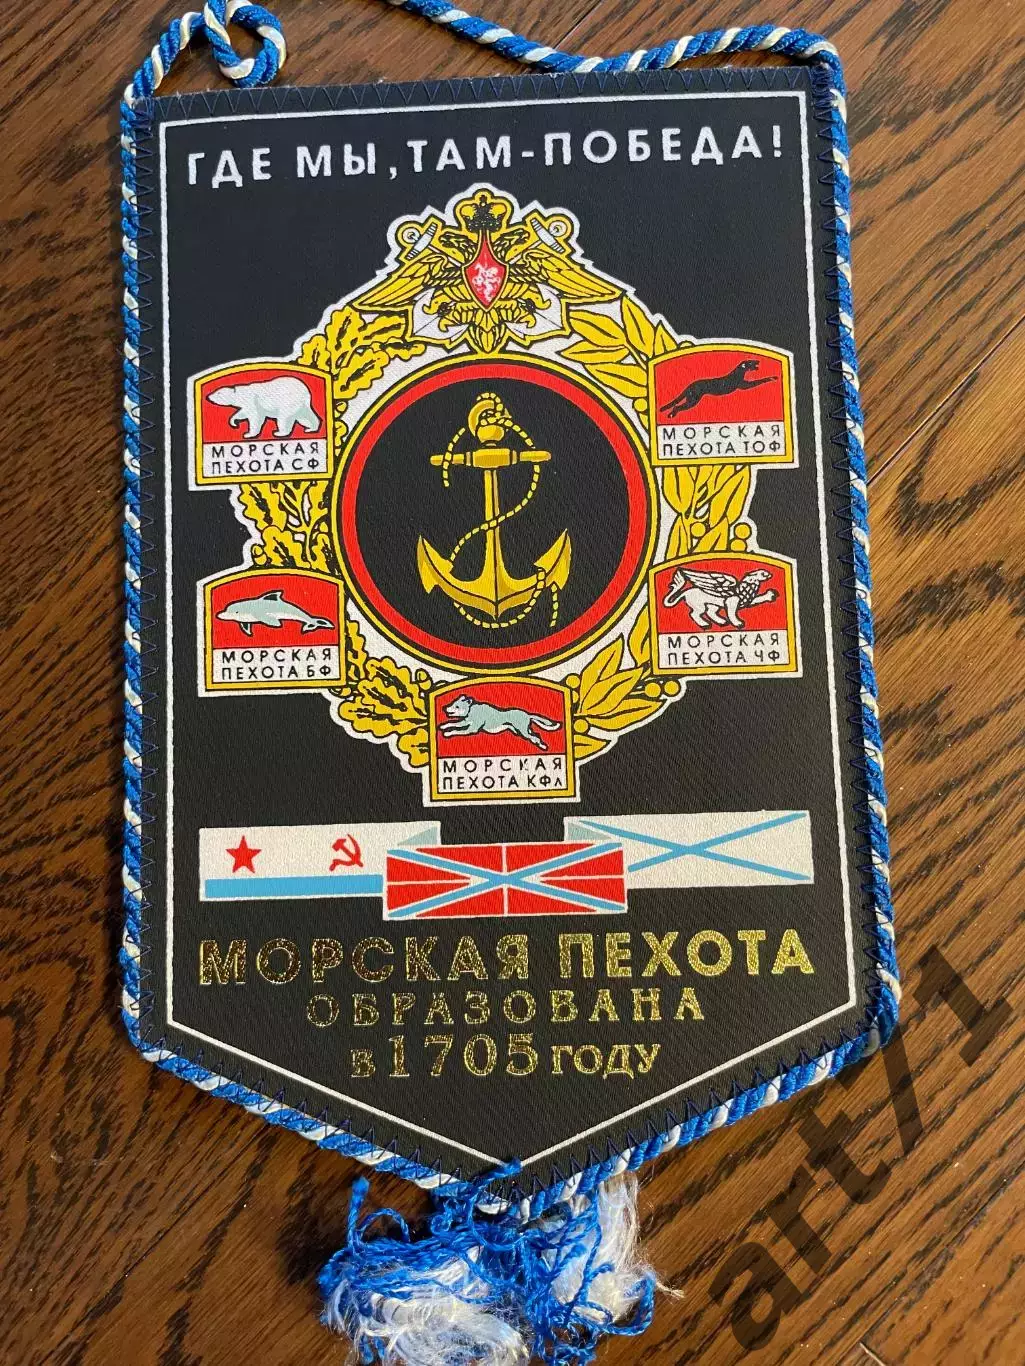 ГДЕ МЫ, ТАМ-ПОБЕДА!
МОРСКАЯ
ПЕХОТА СФ
МОРСКАЯ
ПЕХОТА ТОФ
МОРСКАЯ
ПЕХОТА БФ
МОРСКАЯ
ПЕХОТА ЧФ
МОРСКАЯ
ПЕХОТА КФл
МОРСКАЯ ПЕХОТА
ОБРАЗОВАНА
в 1705 году
art71